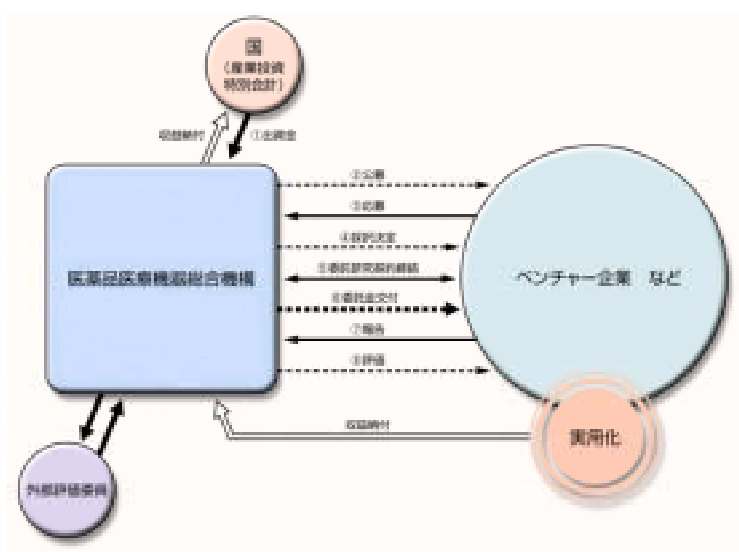 国
(産業投資
特別会計)
収益納付
①出資金
②公募
③応募
④採択決定
⑤委託研究契約締結
⑥委託金交付
⑦報告
⑧評価
医薬品医療機器総合機構
ベンチャー企業 など
収益納付
実用化
外部評価委員